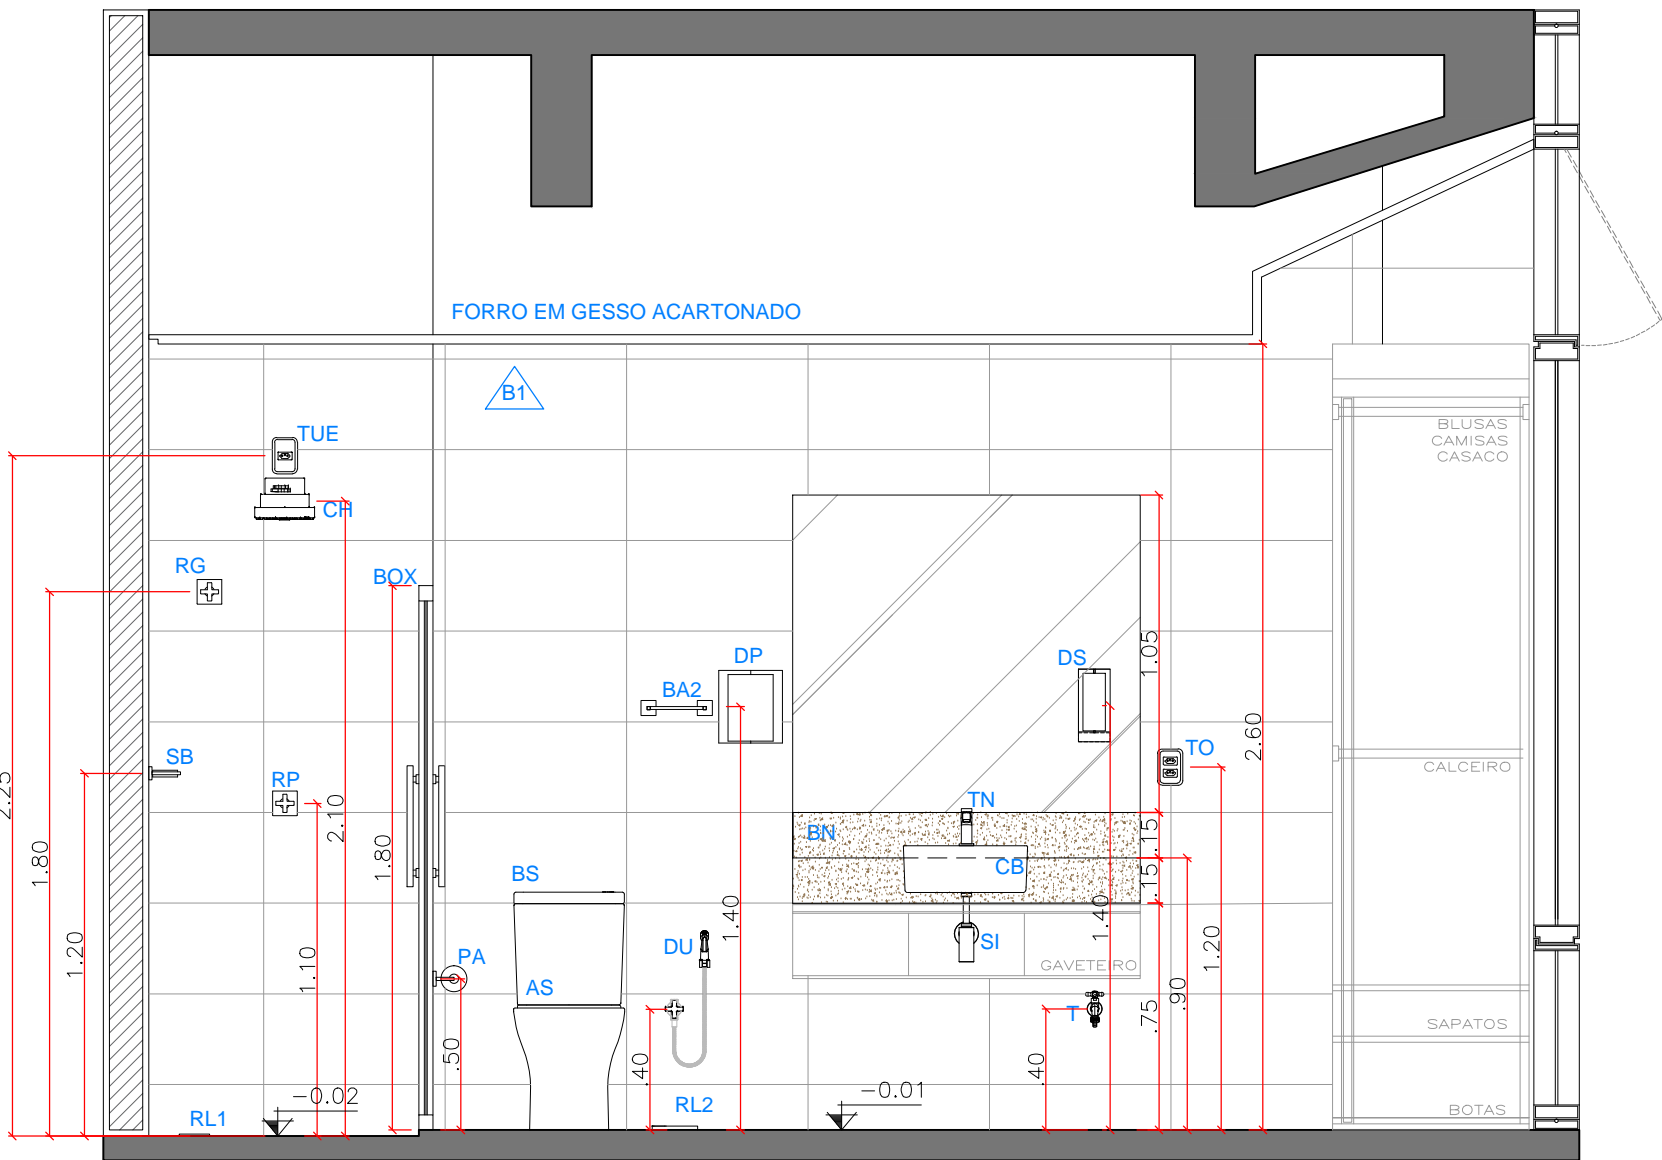 FORRO EM GESSO ACARTONADO
B1
TUE
BLUSAS
CAMISAS
CASACO
CH
RG
BOX
1.05
DP
DS
BA2
2.60
TO
SB
RP
CALCEIRO
2.25
2.10
1.80
1.80
TN
BN
.15
CB
.15
BS
1.40
1.40
1.20
1.20
1.10
DU
SI
PA
GAVETEIRO
AS
.90
.75
T
SAPATOS
.50
.40
.40
-0.02
-0.01
RL1
RL2
BOTAS